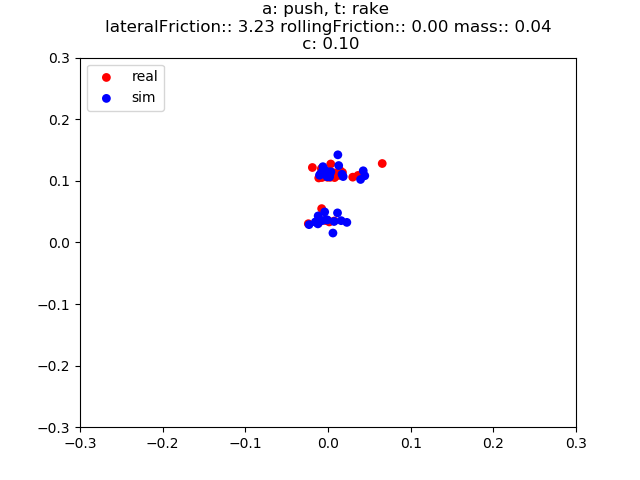 a: push, t: rake
lateralFriction:: 3.23 rollingFriction:: 0.00 mass:: 0.04
c: 0.10
real
sim
0.3
0.2
0.1
0.0
−0.1
−0.2
−0.3
−0.3
−0.2
−0.1
0.0
0.1
0.2
0.3